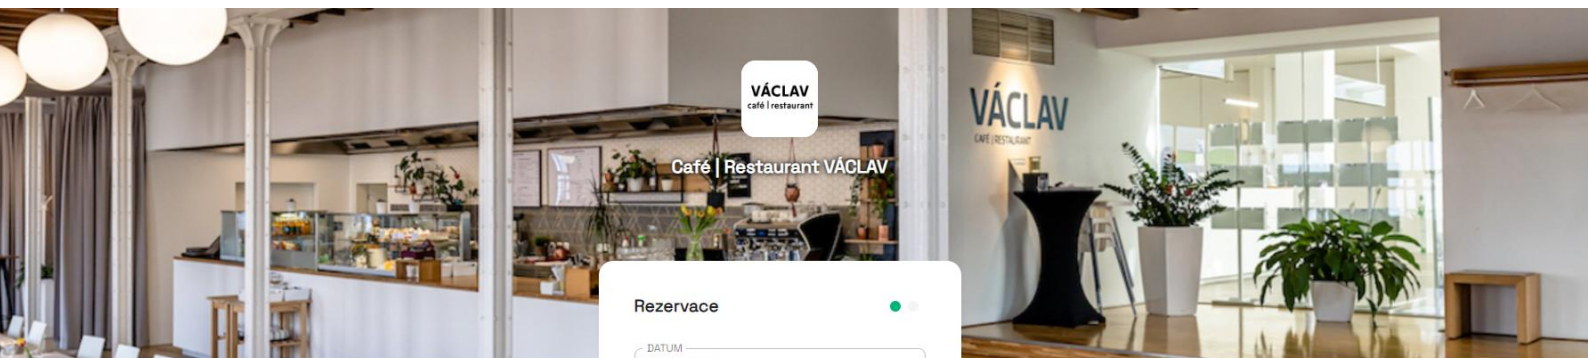 VÁCLAV
café | restaurant
Café | Restaurant VÁCLAV
VÁCLAV
CAFÉ | RESTAURANT
Rezervace
DATUM